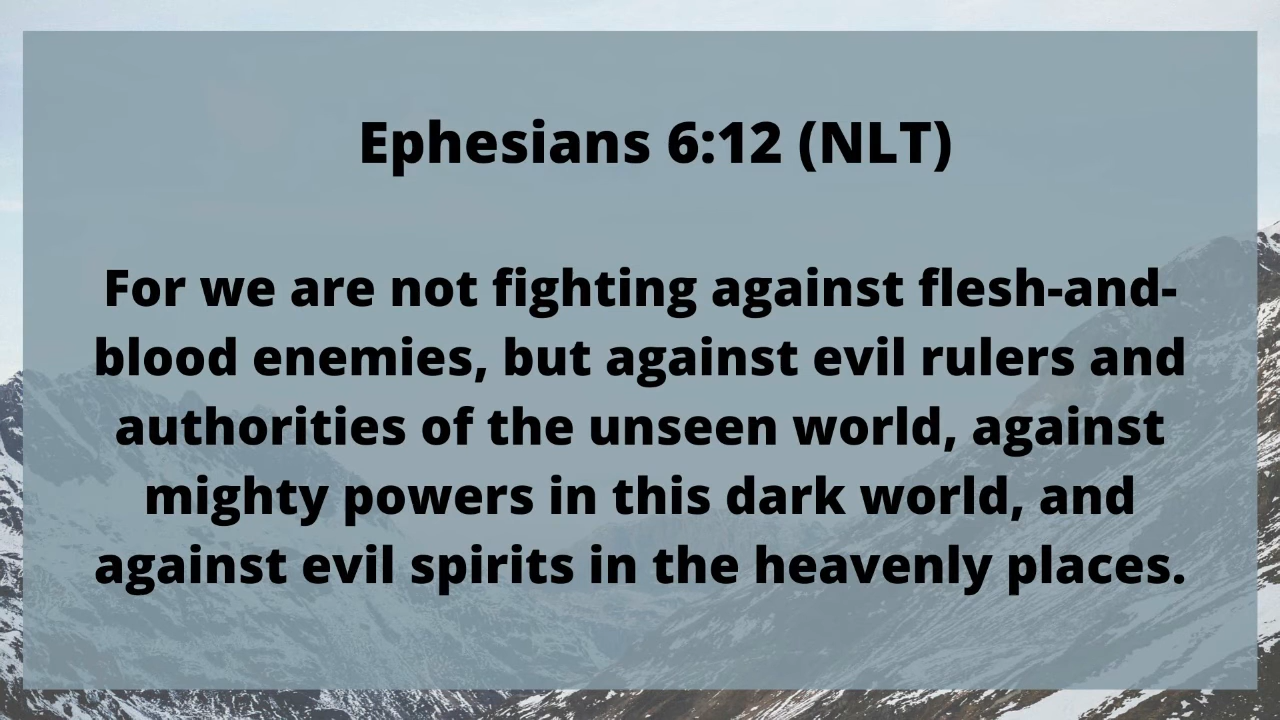 Ephesians 6:12 (NLT)
For we are not fighting against flesh-and-
blood enemies, but against evil rulers and
authorities of the unseen world, against
mighty powers in this dark world, and
against evil spirits in the heavenly places.